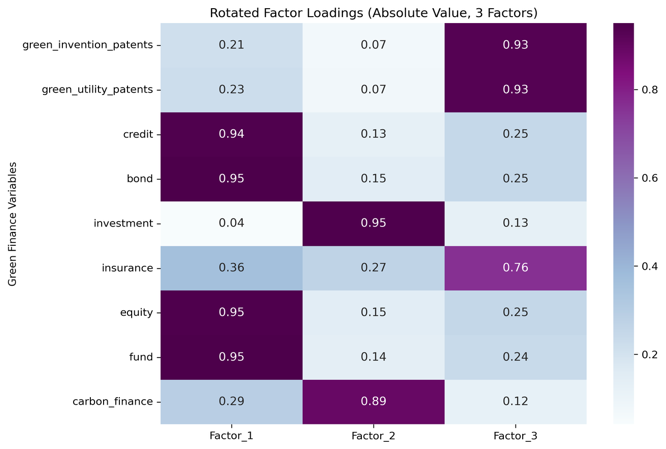 Rotated Factor Loadings (Absolute Value, 3 Factors)
Green Finance Variables
green_invention_patents 0.21 0.07 0.93
green_utility_patents 0.23 0.07 0.93
credit 0.94 0.13 0.25
bond 0.95 0.15 0.25
investment 0.04 0.95 0.13
insurance 0.36 0.27 0.76
equity 0.95 0.15 0.25
fund 0.95 0.14 0.24
carbon_finance 0.29 0.89 0.12
Factor_1 Factor_2 Factor_3
0.8
0.6
0.4
0.2